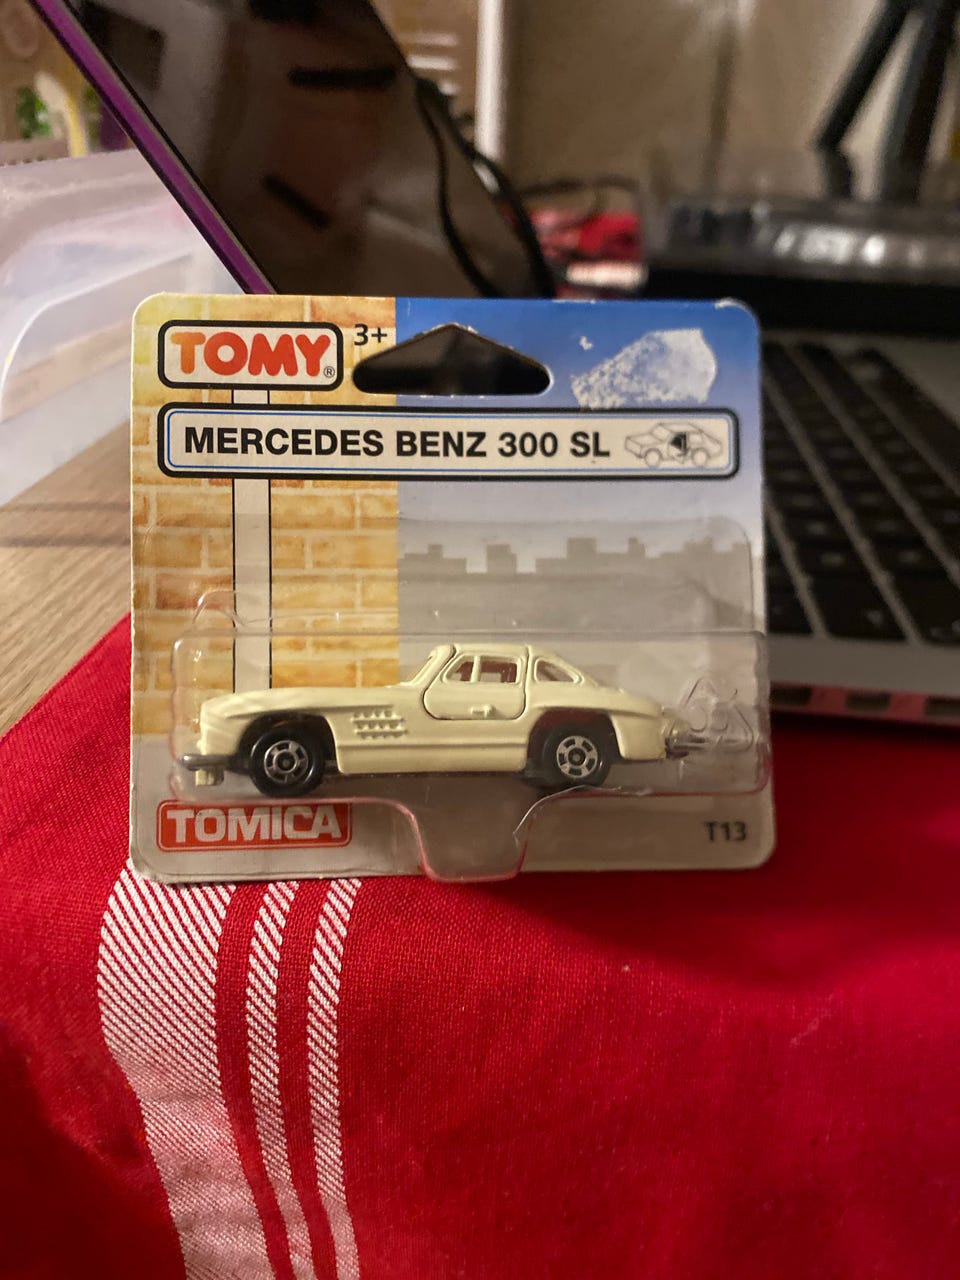 TOMY®
3+
MERCEDES BENZ 300 SL
TOMICA
T13